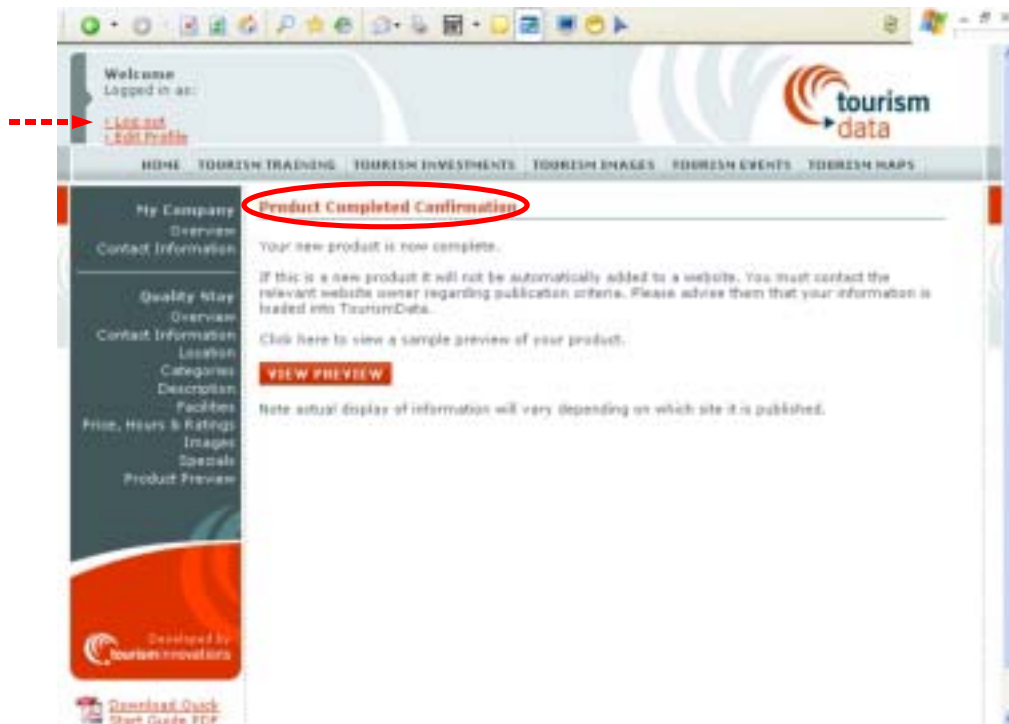 Welcome
Logged in as:
› Log out
› Edit Profile
tourism
data
HOME TOURISM TRAINING TOURISM INVESTMENTS TOURISM IMAGES TOURISM EVENTS TOURISM MAPS
My Company
Overview
Contact Information
Quality Stay
Overview
Contact Information
Location
Categories
Description
Facilities
Price, Hours & Ratings
Images
Specials
Product Preview
Developed by
tourism innovations
Download Quick
Start Guide PDF
Product Completed Confirmation
Your new product is now complete.
If this is a new product it will not be automatically added to a website. You must contact the
relevant website owner regarding publication criteria. Please advise them that your information is
loaded into TourismData.
Click here to view a sample preview of your product.
VIEW PREVIEW
Note actual display of information will vary depending on which site it is published.